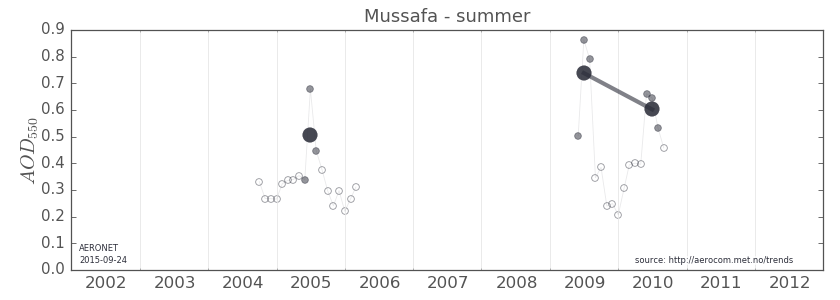 Mussafa - summer
0.9
0.8
0.7
0.6
0.5
0.4
0.3
0.2
0.1
0.0
AOD550
AERONET
2015-09-24
source: http://aerocom.met.no/trends
2002 2003 2004 2005 2006 2007 2008 2009 2010 2011 2012